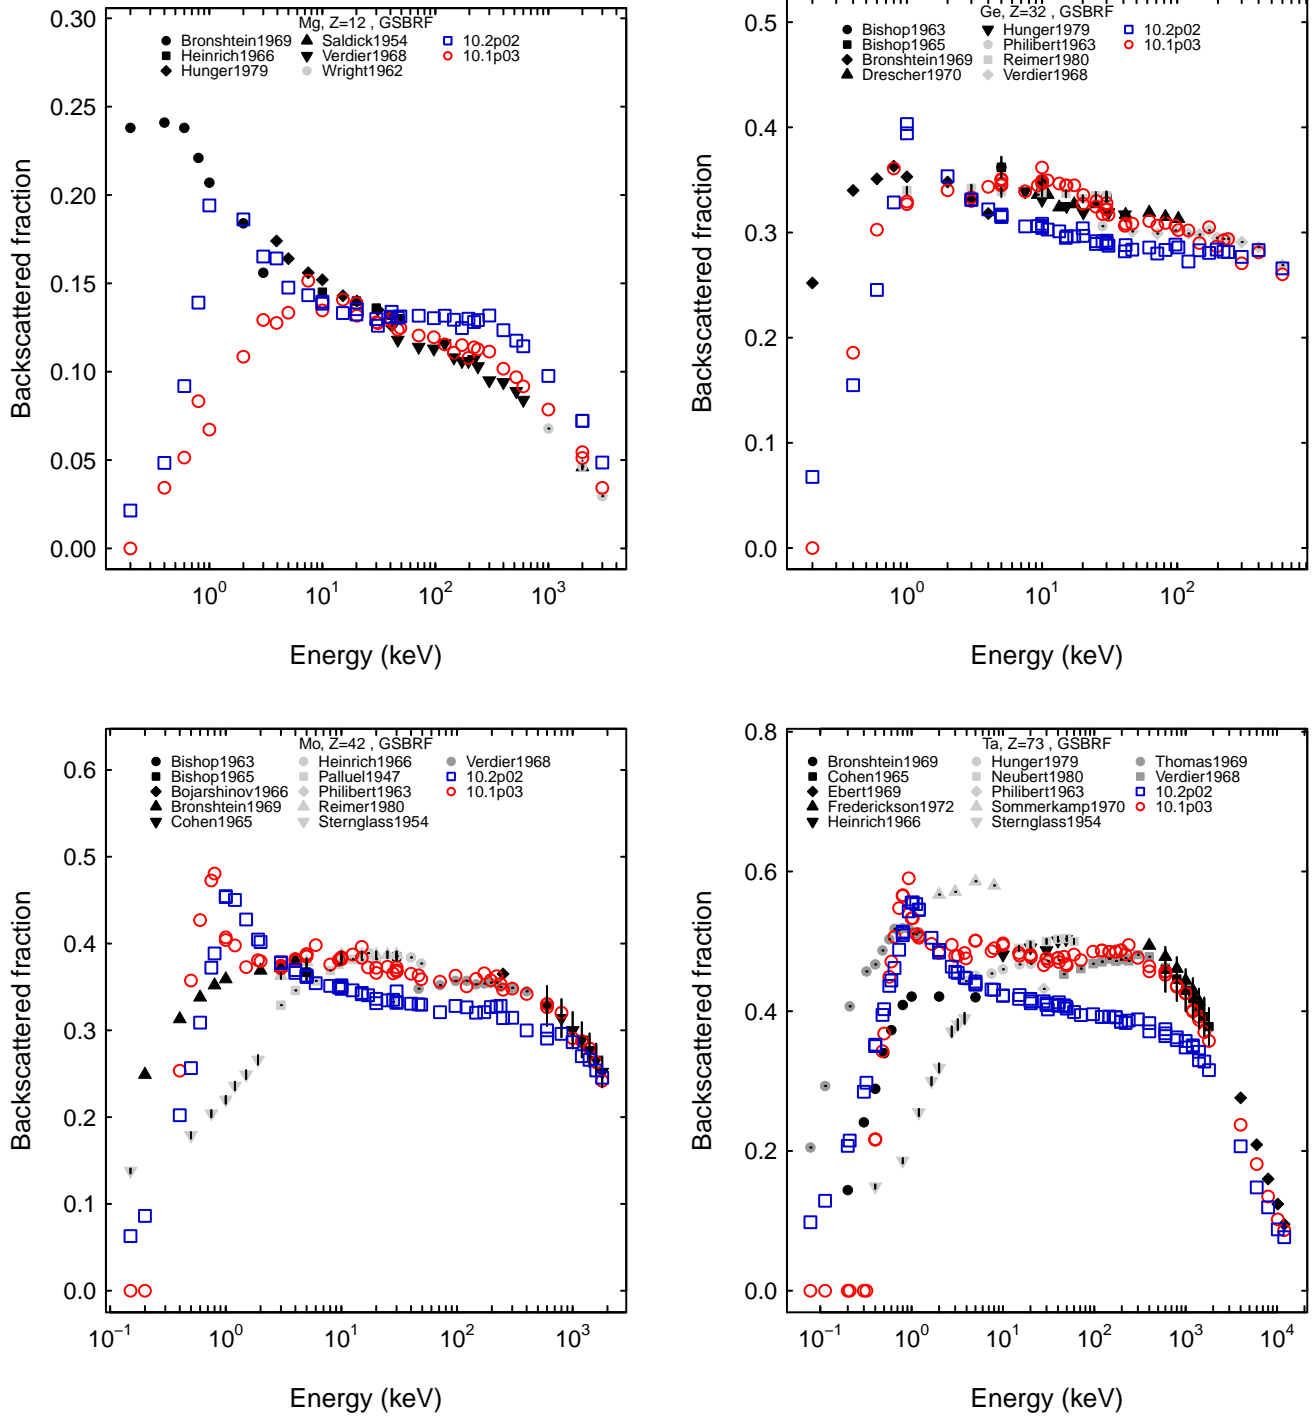 Mg, Z=12 , GSBRF
Bronshtein1969
Heinrich1966
Hunger1979
Saldick1954
Verdier1968
Wright1962
10.2p02
10.1p03
0.30
0.25
0.20
0.15
0.10
0.05
0.00
Backscattered fraction
10^0
10^1
10^2
10^3
Energy (keV)
Ge, Z=32 , GSBRF
Bishop1963
Bishop1965
Bronshtein1969
Drescher1970
Hunger1979
Philibert1963
Reimer1980
Verdier1968
10.2p02
10.1p03
0.5
0.4
0.3
0.2
0.1
0.0
Backscattered fraction
10^0
10^1
10^2
Energy (keV)
Mo, Z=42 , GSBRF
Bishop1963
Bishop1965
Bojarshinov1966
Bronshtein1969
Cohen1965
Heinrich1966
Palluel1947
Philibert1963
Reimer1980
Sternglass1954
Verdier1968
10.2p02
10.1p03
0.6
0.5
0.4
0.3
0.2
0.1
0.0
Backscattered fraction
10^−1
10^0
10^1
10^2
10^3
Energy (keV)
Ta, Z=73 , GSBRF
Bronshtein1969
Cohen1965
Ebert1969
Frederickson1972
Heinrich1966
Hunger1979
Neubert1980
Philibert1963
Sommerkamp1970
Sternglass1954
Thomas1969
Verdier1968
10.2p02
10.1p03
0.8
0.6
0.4
0.2
0.0
Backscattered fraction
10^−1
10^0
10^1
10^2
10^3
10^4
Energy (keV)